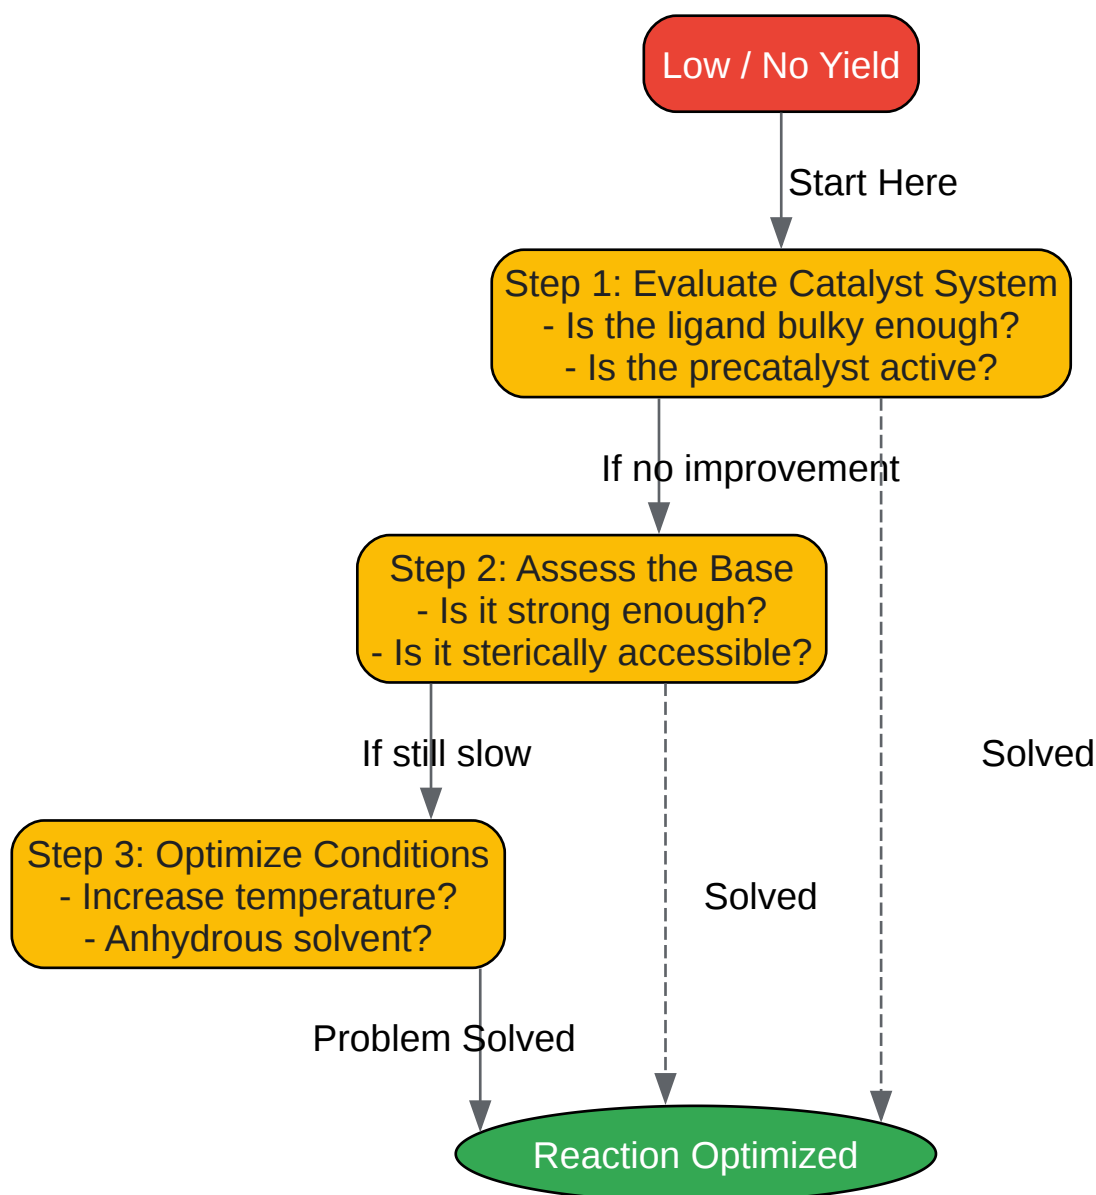 Low / No Yield
Start Here
Step 1: Evaluate Catalyst System
- Is the ligand bulky enough?
- Is the precatalyst active?
If no improvement
Step 2: Assess the Base
- Is it strong enough?
- Is it sterically accessible?
If still slow
Solved
Step 3: Optimize Conditions
- Increase temperature?
- Anhydrous solvent?
Solved
Problem Solved
Reaction Optimized